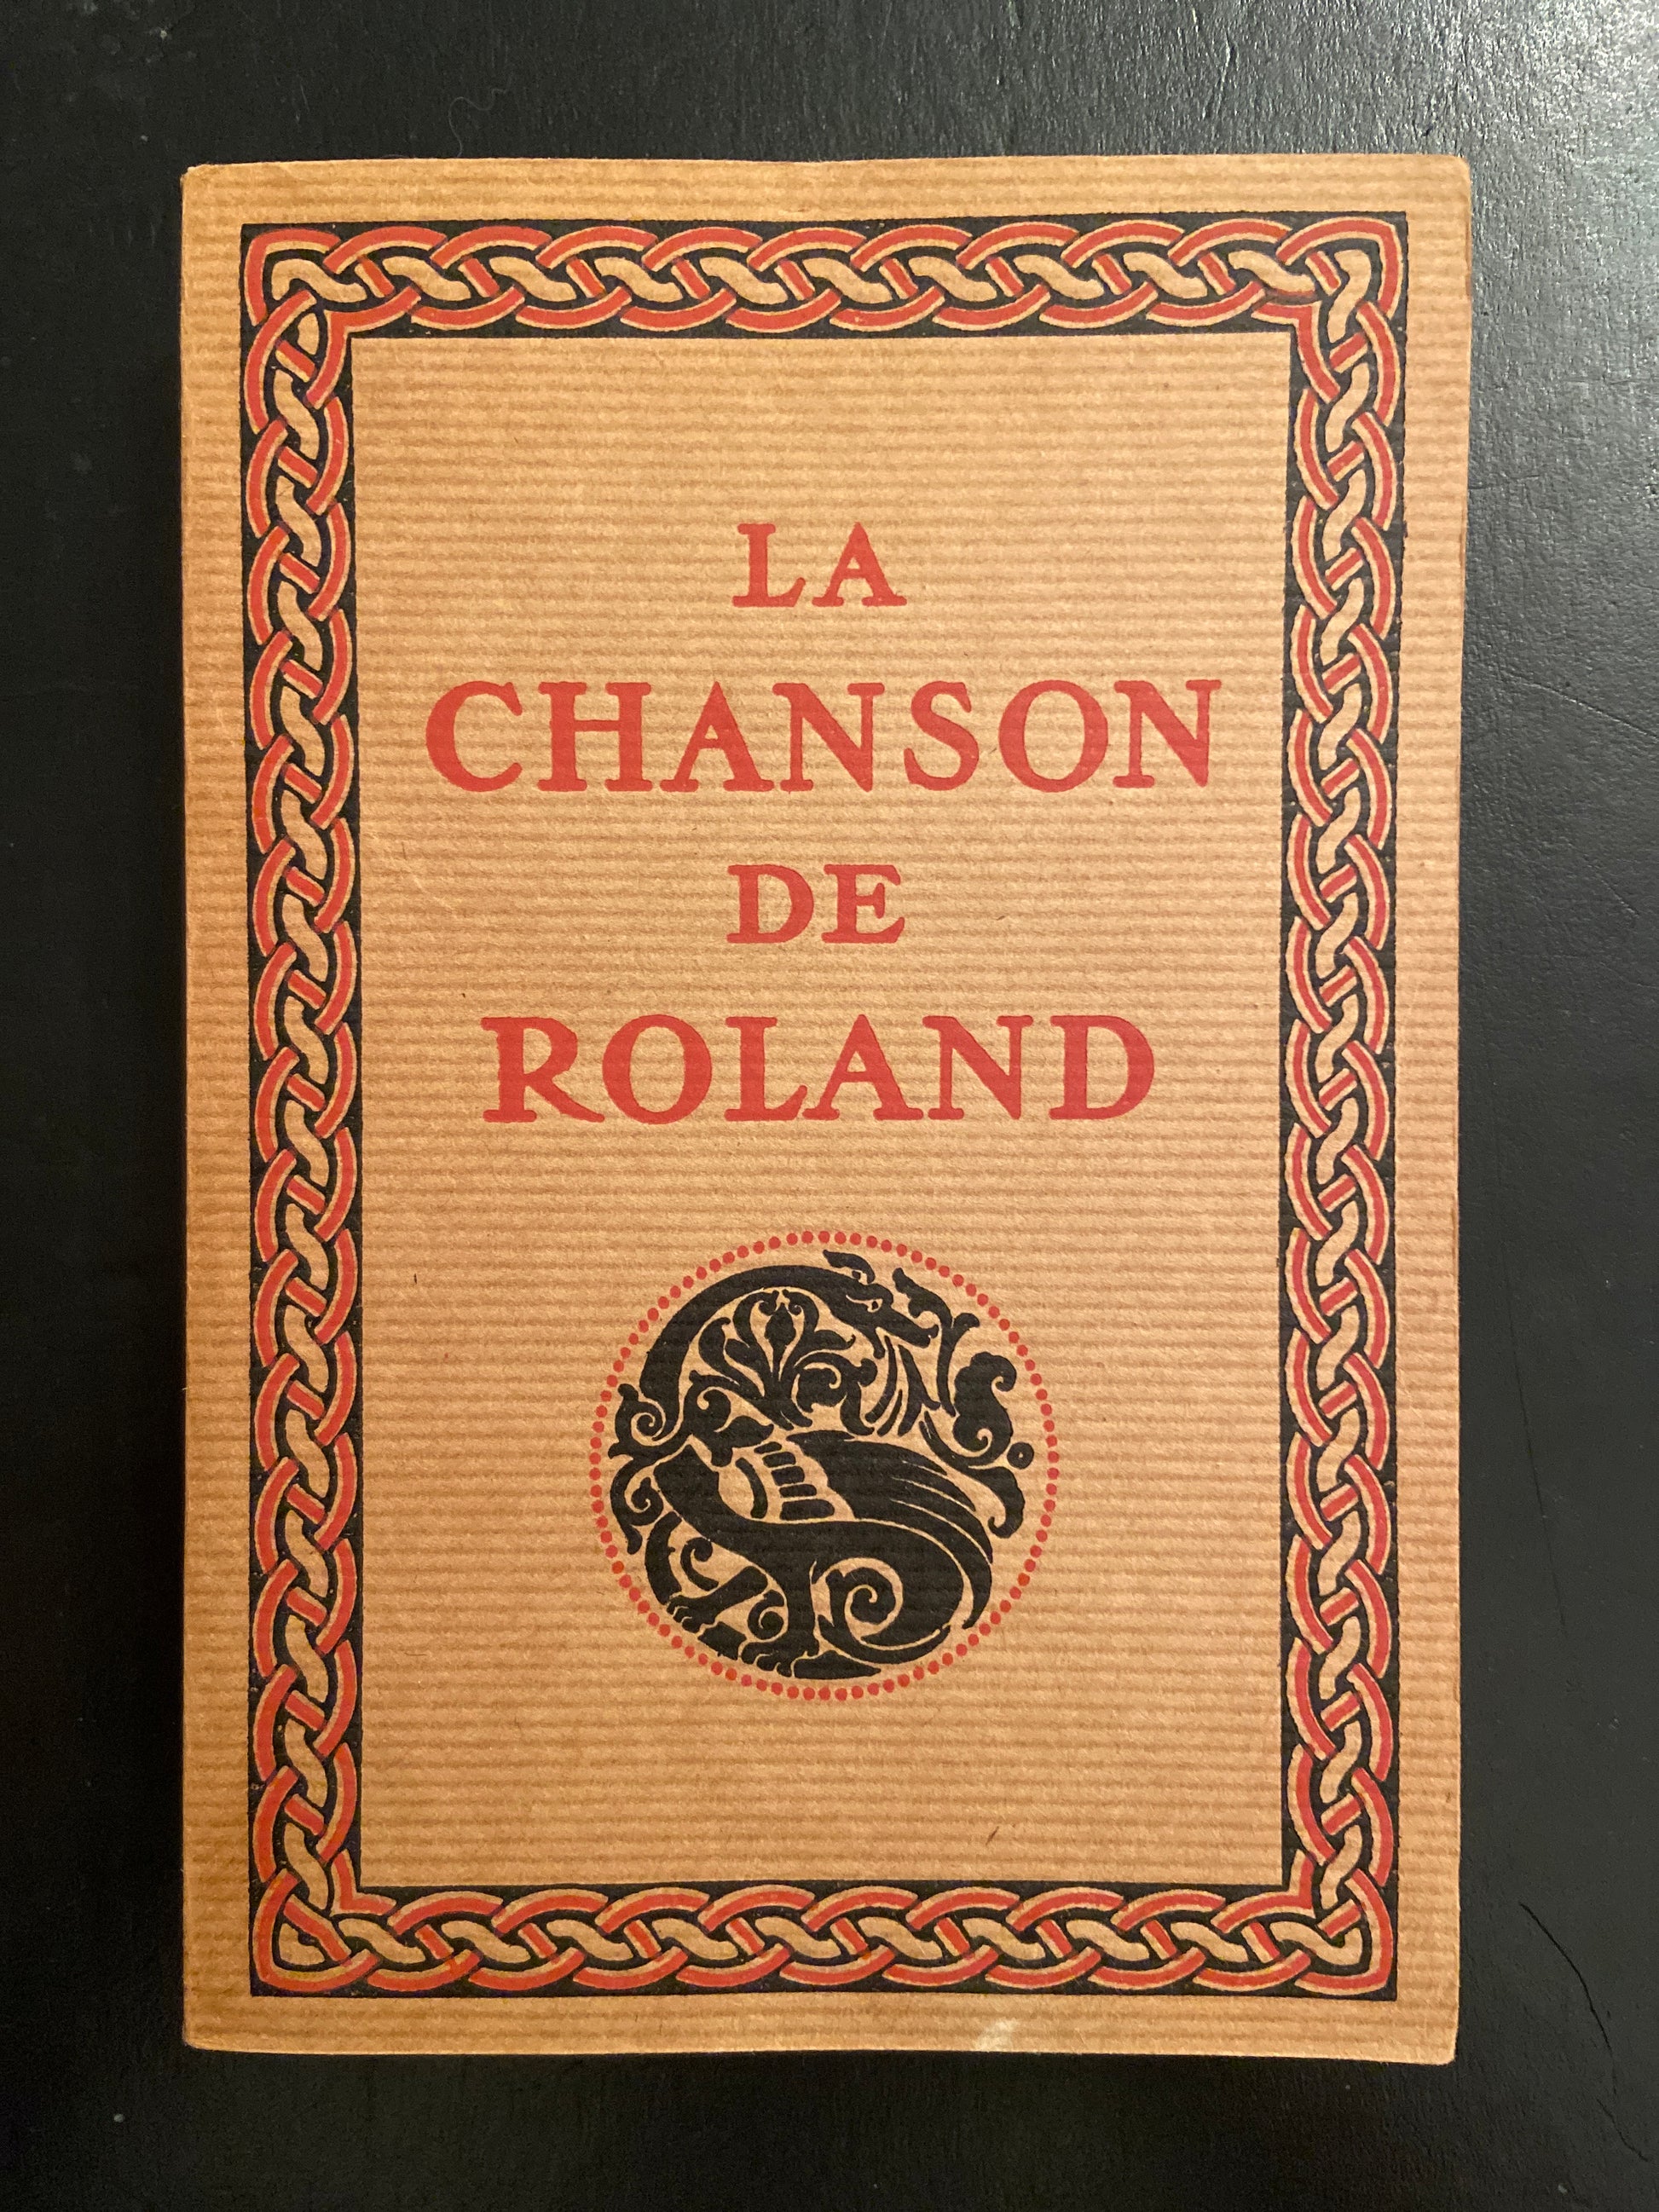 LA
CHANSON
DE
ROLAND